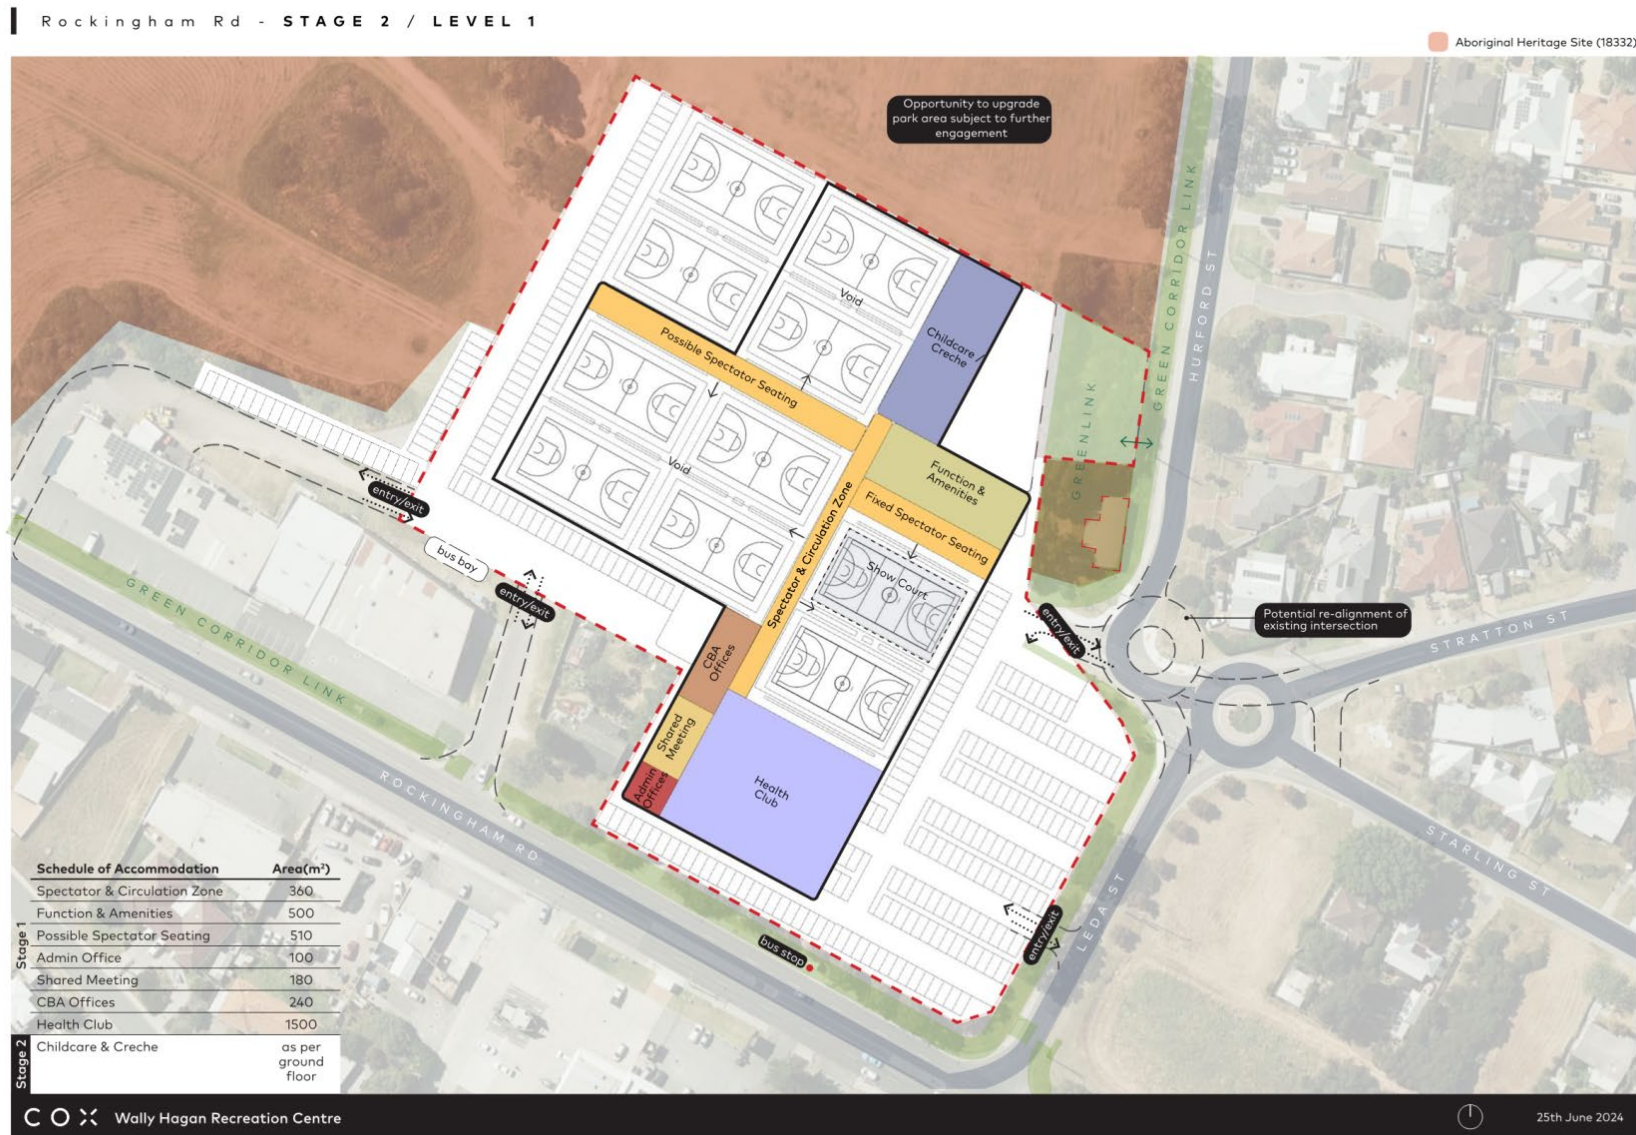 Rockingham Rd - STAGE 2 / LEVEL 1
Aboriginal Heritage Site (18332)
Opportunity to upgrade
park area subject to further
engagement
GREEN CORRIDOR LINK
HURFORD ST
Void
Childcare /
Creche
Possible Spectator Seating
GREENLINK
Void
Function &
Amenities
Fixed Spectator Seating
Spectator & Circulation Zone
Show Court
entry/exit
bus bay
entry/exit
entry/exit
Potential re-alignment of
existing intersection
STRATTON ST
GREEN CORRIDOR LINK
CBA
Offices
Shared
Meeting
Admin
Offices
Health
Club
ROCKINGHAM RD
STARLING ST
LEDA ST
entry/exit
bus stop
Schedule of Accommodation Area(m²)
Stage 1
Spectator & Circulation Zone 360
Function & Amenities 500
Possible Spectator Seating 510
Admin Office 100
Shared Meeting 180
CBA Offices 240
Health Club 1500
Stage 2
Childcare & Creche as per
ground
floor
COX Wally Hagan Recreation Centre
25th June 2024